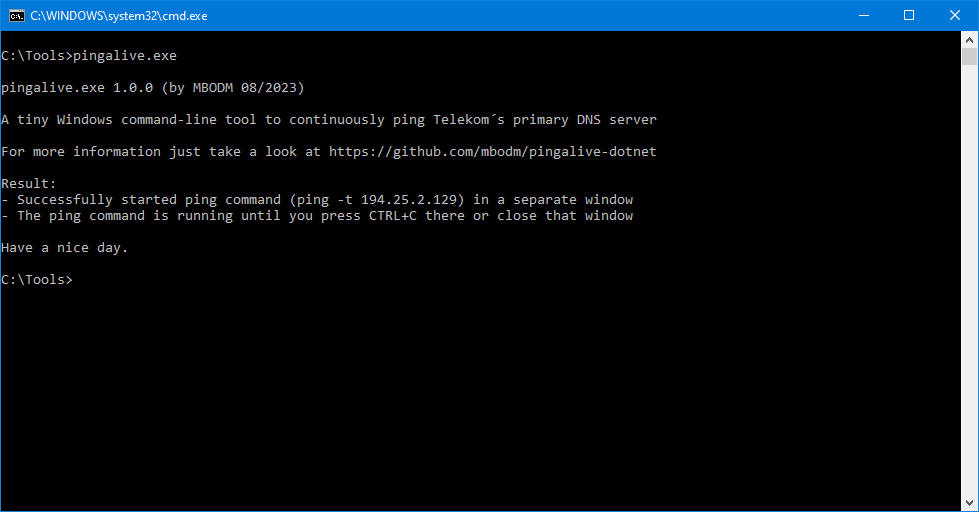 C:\WINDOWS\system32\cmd.exe
C:\Tools>pingalive.exe
pingalive.exe 1.0.0 (by MBODM 08/2023)
A tiny Windows command-line tool to continuously ping Telekom´s primary DNS server
For more information just take a look at https://github.com/mbodm/pingalive-dotnet
Result:
- Successfully started ping command (ping -t 194.25.2.129) in a separate window
- The ping command is running until you press CTRL+C there or close that window
Have a nice day.
C:\Tools>